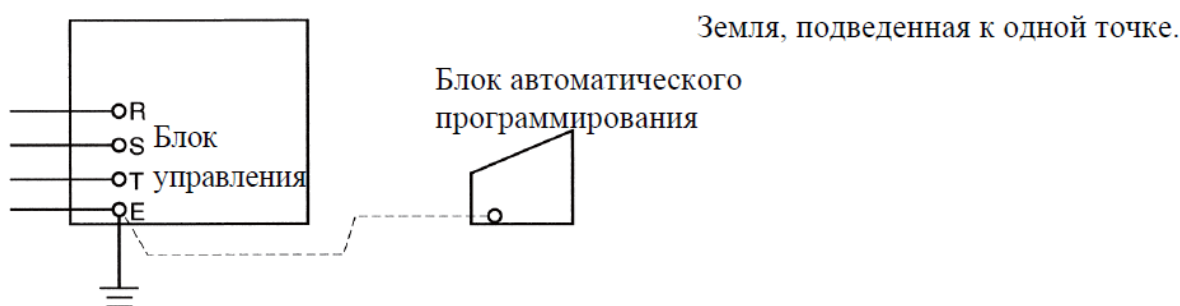 Земля, подведенная к одной точке.
Блок автоматического
программирования
R
S
Блок
T
управления
E